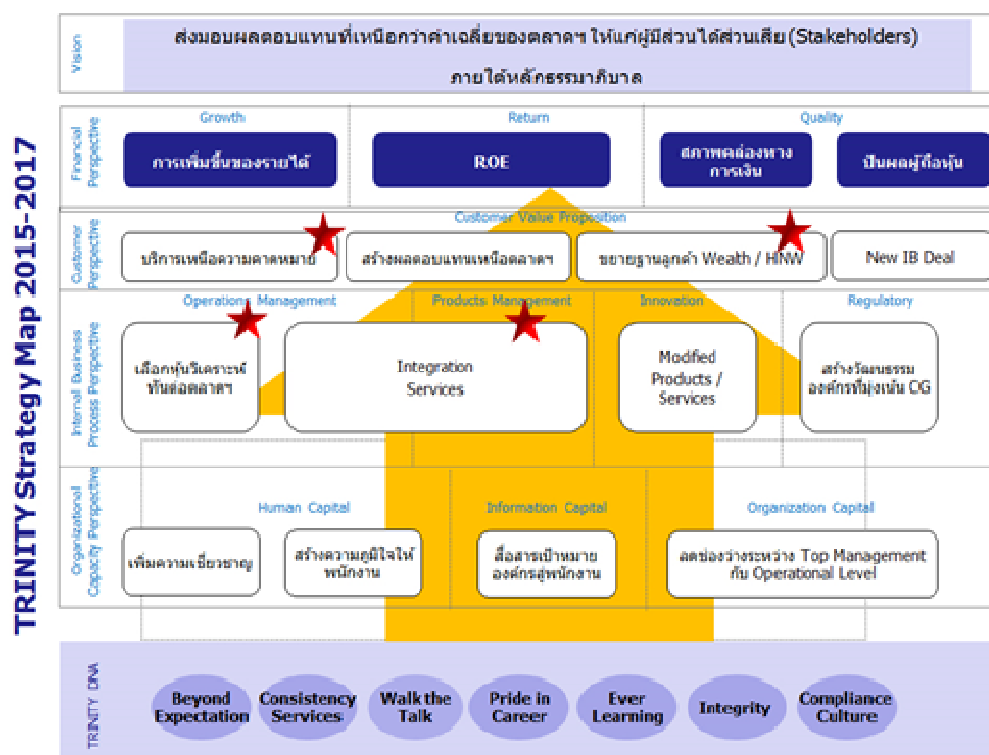 TRINITY Strategy Map 2015-2017
Vision
ส่งมอบผลตอบแทนที่เหนือกว่าค่าเฉลี่ยของตลาดฯ ให้แก่ผู้มีส่วนได้ส่วนเสีย (Stakeholders)
ภายใต้หลักธรรมาภิบาล
Financial
Perspective
Growth
Return
Quality
การเพิ่มขึ้นของรายได้
ROE
สภาพคล่องทาง
การเงิน
ปันผลผู้ถือหุ้น
Customer
Perspective
Customer Value Proposition
บริการเหนือความคาดหมาย
สร้างผลตอบแทนเหนือตลาดฯ
ขยายฐานลูกค้า Wealth / HNW
New IB Deal
Internal Business
Process Perspective
Operations Management
Products Management
Innovation
Regulatory
เลือกหุ้นวิเคราะห์
ทันต่อตลาดฯ
Integration
Services
Modified
Products /
Services
สร้างวัฒนธรรม
องค์กรที่มุ่งเน้น CG
Organizational
Capacity Perspective
Human Capital
Information Capital
Organization Capital
เพิ่มความเชี่ยวชาญ
สร้างความภูมิใจให้
พนักงาน
สื่อสารเป้าหมาย
องค์กรสู่พนักงาน
ลดช่องว่างระหว่าง Top Management
กับ Operational Level
TRINITY DNA
Beyond
Expectation
Consistency
Services
Walk the
Talk
Pride in
Career
Ever
Learning
Integrity
Compliance
Culture